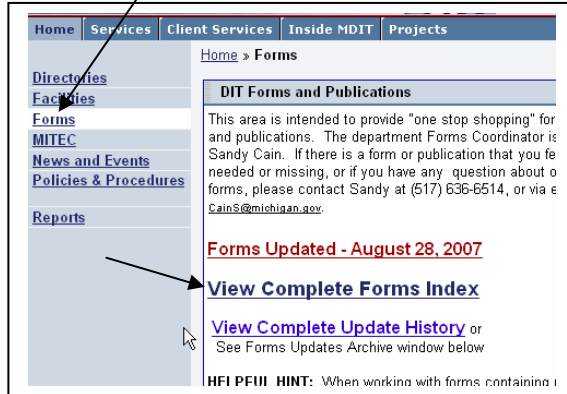 Home Services Client Services Inside MDIT Projects
Home » Forms
Directories
Facilities
Forms
MITEC
News and Events
Policies & Procedures
Reports
DIT Forms and Publications
This area is intended to provide "one stop shopping" for
and publications. The department Forms Coordinator is
Sandy Cain. If there is a form or publication that you fe
needed or missing, or if you have any question about o
forms, please contact Sandy at (517) 636-6514, or via e
CainS@michigan.gov.
Forms Updated - August 28, 2007
View Complete Forms Index
View Complete Update History or
See Forms Updates Archive window below
HELPFUL HINT: When working with forms containing